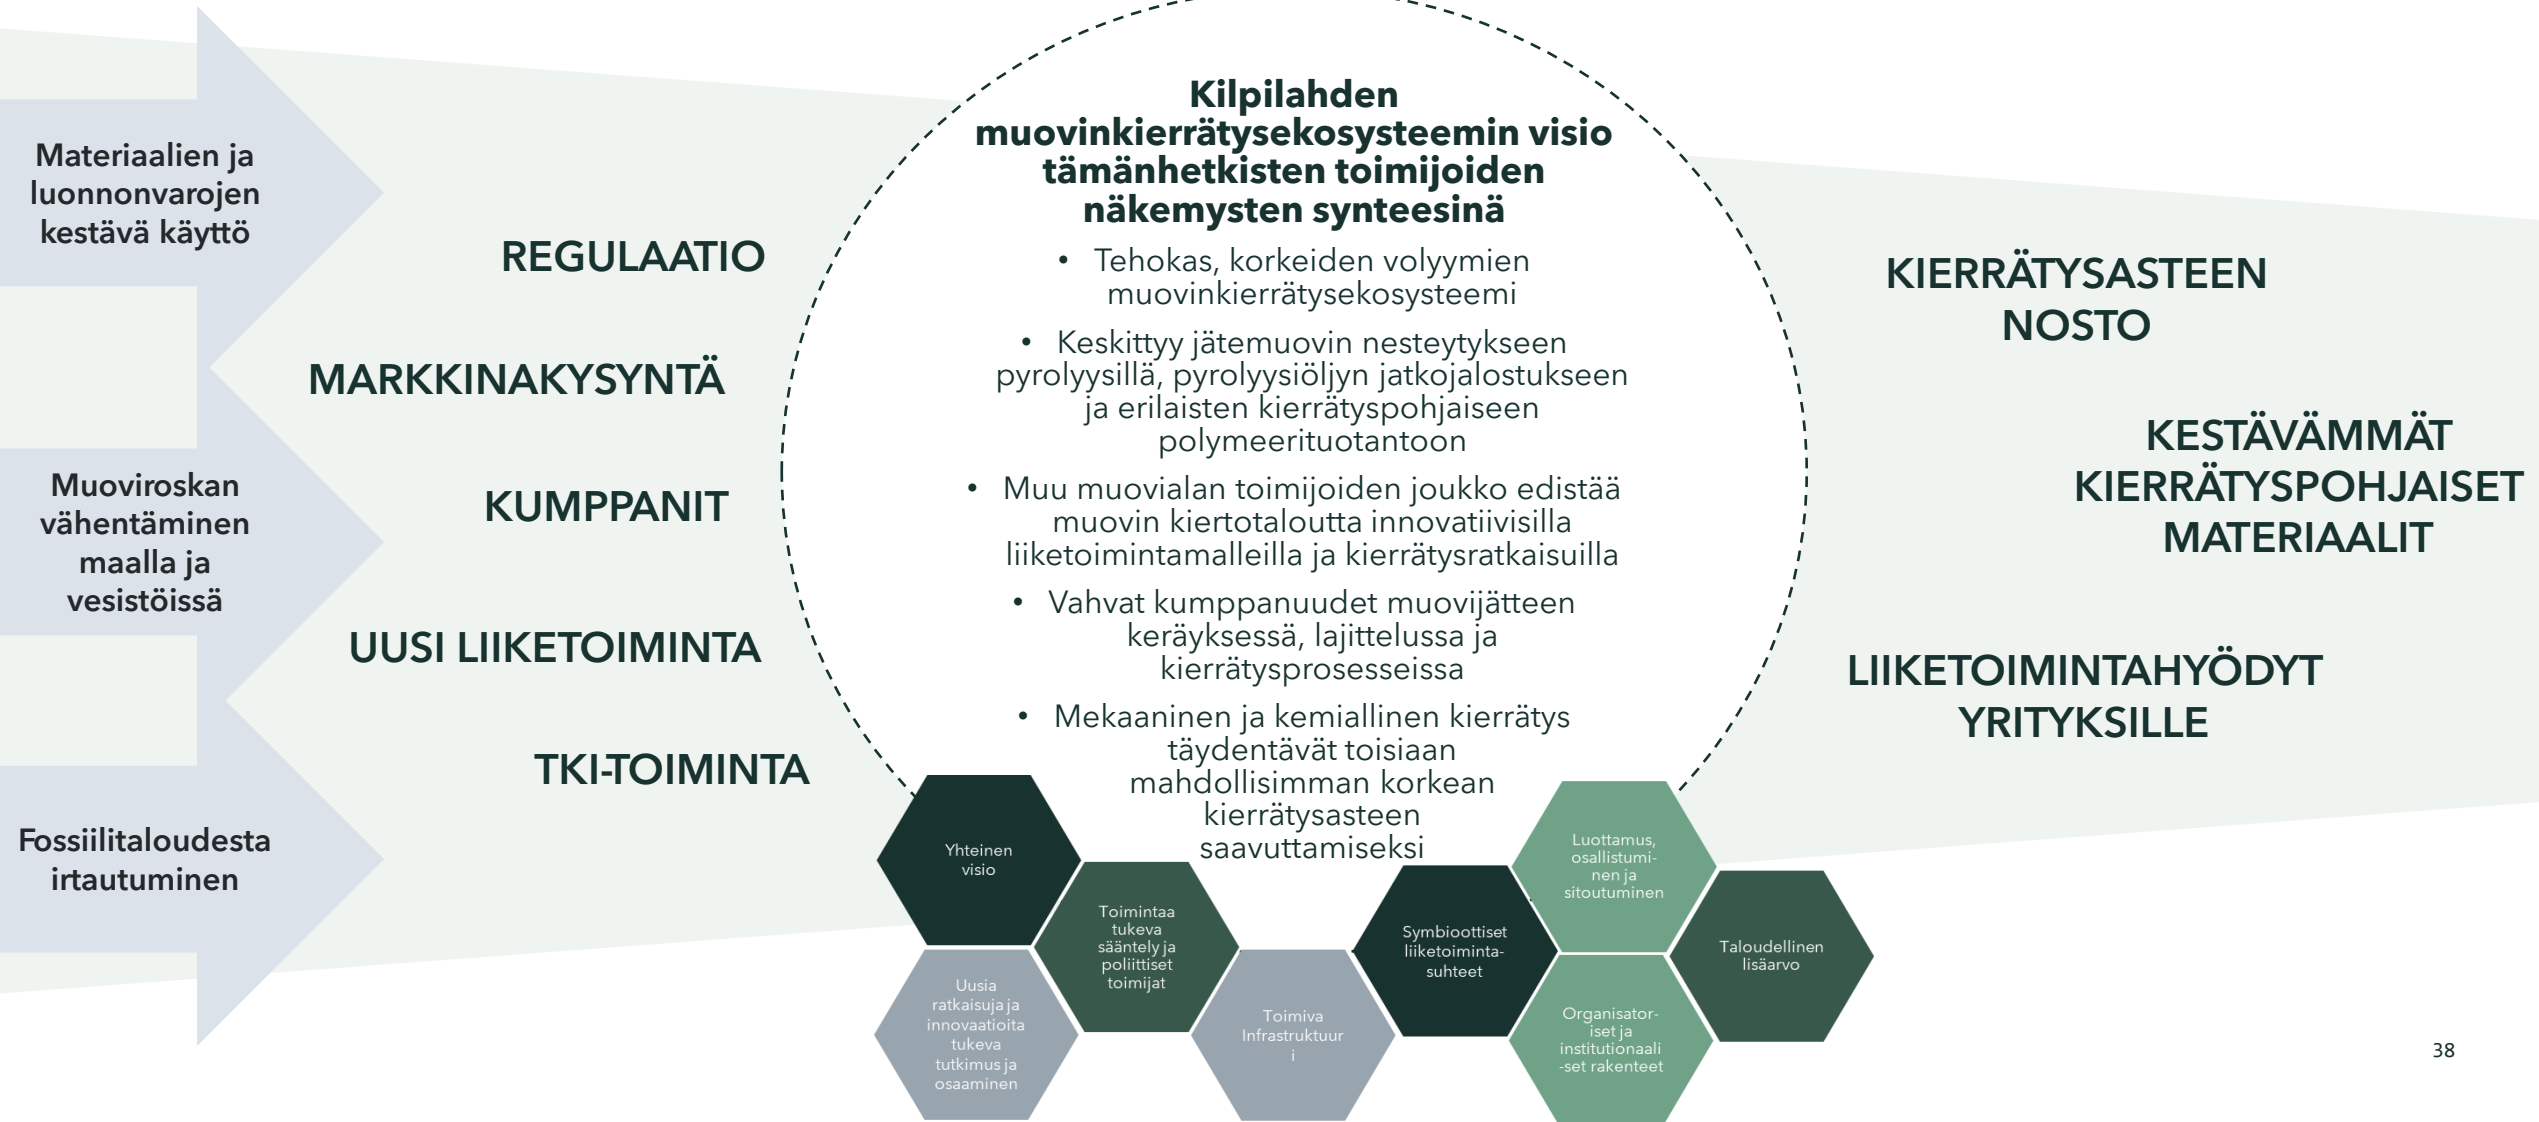 Materiaalien ja
luonnonvarojen
kestävä käyttö
Muoviroskan
vähentäminen
maalla ja
vesistöissä
Fossiilitaloudesta
irtautuminen
REGULAATIO
MARKKINAKYSYNTÄ
KUMPPANIT
UUSI LIIKETOIMINTA
TKI-TOIMINTA
Kilpilahden
muovinkierrätysekosysteemin visio
tämänhetkisten toimijoiden
näkemysten synteesinä
• Tehokas, korkeiden volyymien
muovinkierrätysekosysteemi
• Keskittyy jätemuovin nesteytykseen
pyrolyysillä, pyrolyysiöljyn jatkojalostukseen
ja erilaisten kierrätyspohjaiseen
polymeerituotantoon
• Muu muovialan toimijoiden joukko edistää
muovin kiertotaloutta innovatiivisilla
liiketoimintamalleilla ja kierrätysratkaisuilla
• Vahvat kumppanuudet muovijätteen
keräyksessä, lajittelussa ja
kierrätysprosesseissa
• Mekaaninen ja kemiallinen kierrätys
täydentävät toisiaan
mahdollisimman korkean
kierrätysasteen
saavuttamiseksi
KIERRÄTYSASTEEN
NOSTO
KESTÄVÄMMÄT
KIERRÄTYSPOHJAISET
MATERIAALIT
LIIKETOIMINTAHYÖDYT
YRITYKSILLE
Yhteinen
visio
Uusia
ratkaisuja ja
innovaatioita
tukeva
tutkimus ja
osaaminen
Toimintaa
tukeva
sääntely ja
poliittiset
toimijat
Toimiva
Infrastruktuur
i
Symbioottiset
liiketoiminta-
suhteet
Luottamus,
osallistumi-
nen ja
sitoutuminen
Organisator-
iset ja
institutionaali
-set rakenteet
Taloudellinen
lisäarvo
38